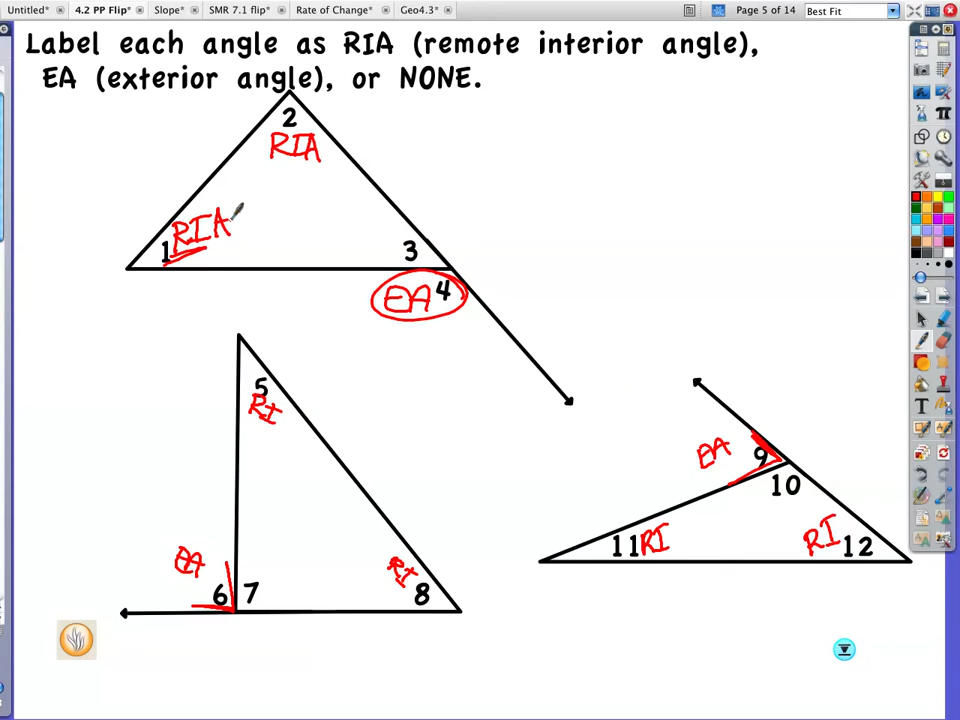 Untitled* 4.2 PP Flip* Slope* SMR 7.1 flip* Rate of Change* Geo4.3* Page 5 of 14 Best Fit
Label each angle as RIA (remote interior angle),
EA (exterior angle), or NONE.
2
RIA
RIA
1
3
EA 4
5
RI
EA
9
10
11 RI
RI 12
EA
RI
6 7
8